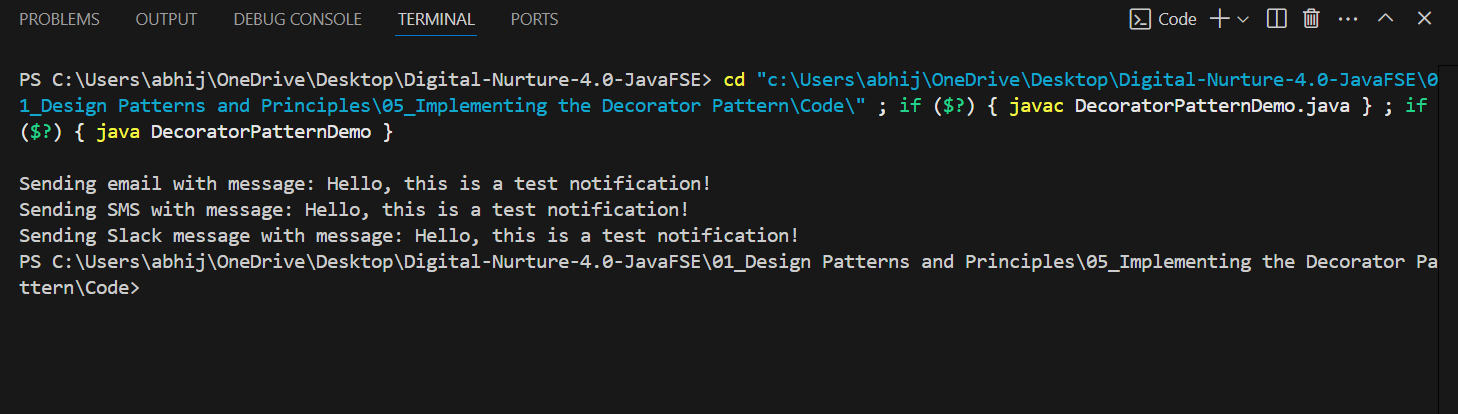 PROBLEMS OUTPUT DEBUG CONSOLE TERMINAL PORTS Code
PS C:\Users\abhij\OneDrive\Desktop\Digital-Nurture-4.0-JavaFSE> cd "c:\Users\abhij\OneDrive\Desktop\Digital-Nurture-4.0-JavaFSE\0
1_Design Patterns and Principles\05_Implementing the Decorator Pattern\Code\" ; if ($?) { javac DecoratorPatternDemo.java } ; if
($?) { java DecoratorPatternDemo }
Sending email with message: Hello, this is a test notification!
Sending SMS with message: Hello, this is a test notification!
Sending Slack message with message: Hello, this is a test notification!
PS C:\Users\abhij\OneDrive\Desktop\Digital-Nurture-4.0-JavaFSE\01_Design Patterns and Principles\05_Implementing the Decorator Pa
ttern\Code>